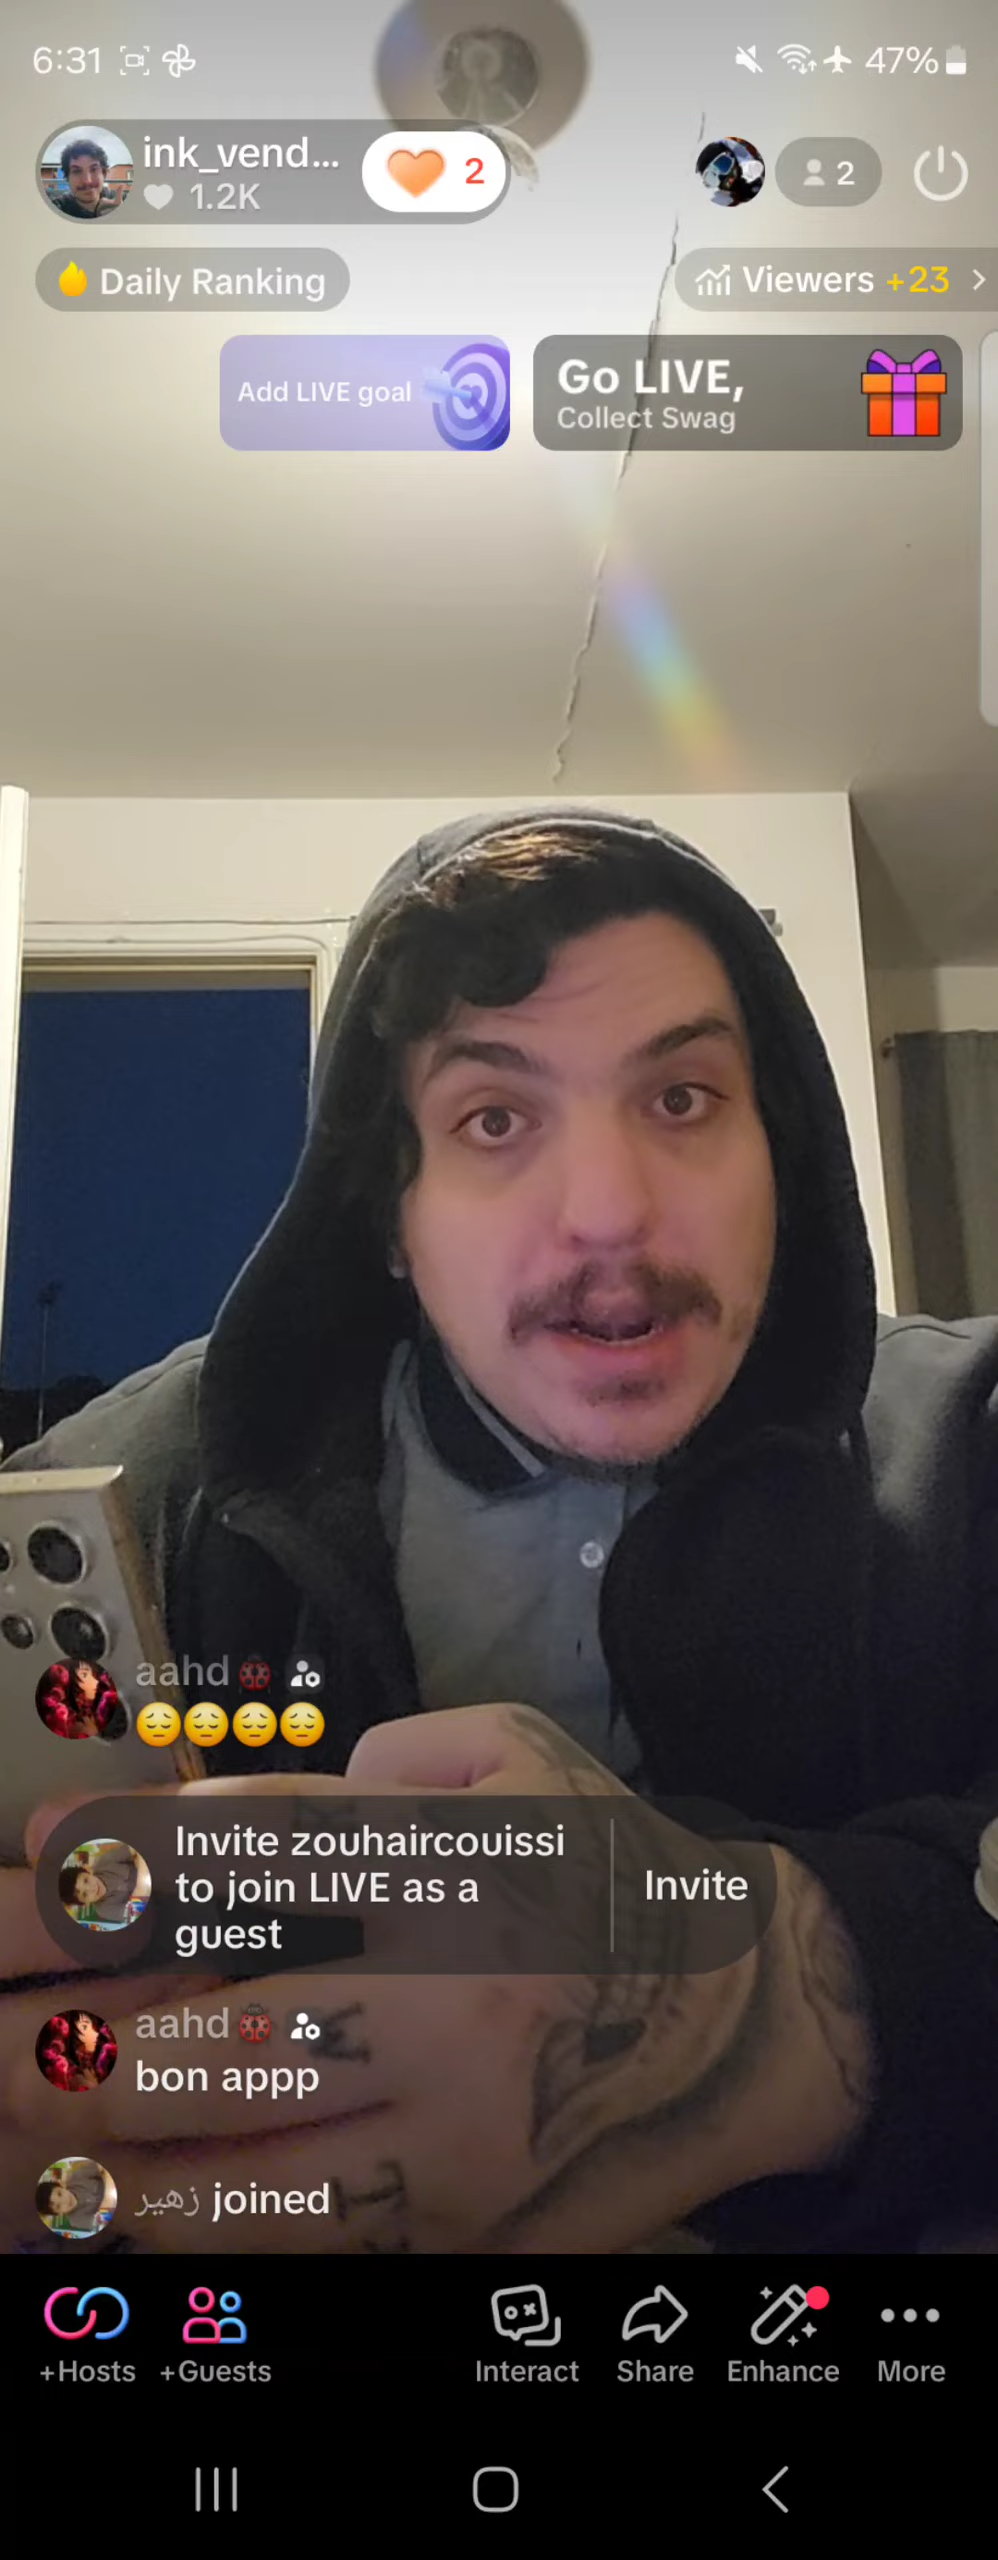 6:31
47%
ink_vend...
1.2K
2
2
Daily Ranking
Viewers +23
Add LIVE goal
Go LIVE,
Collect Swag
aahd🐞
😔😔😔😔
Invite zouhaircouissi
to join LIVE as a
guest
Invite
aahd🐞
bon appp
زهير joined
+Hosts
+Guests
Interact
Share
Enhance
More